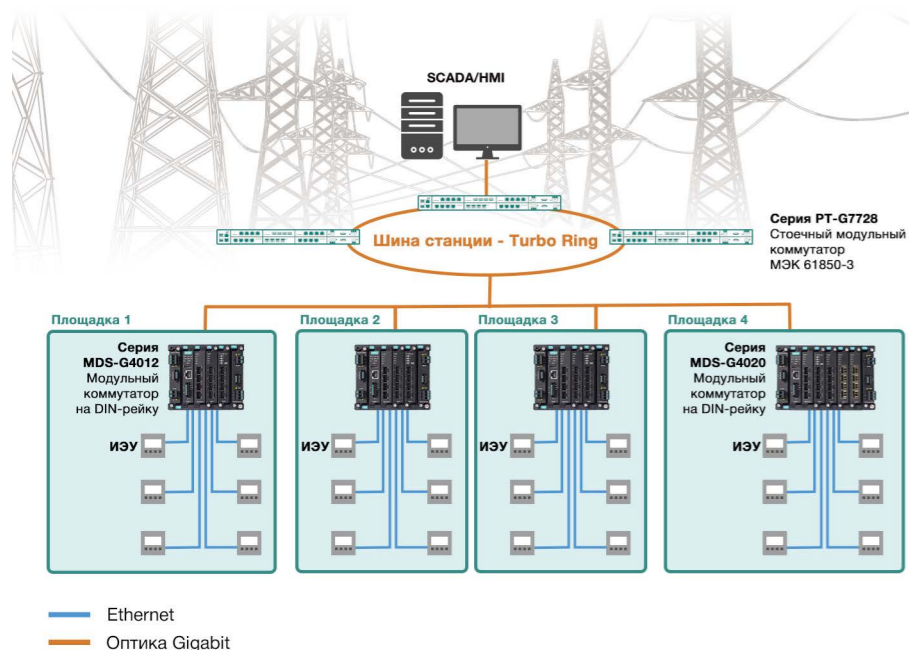 SCADA/HMI
Шина станции - Turbo Ring
Серия PT-G7728
Стоечный модульный
коммутатор
МЭК 61850-3
Площадка 1
Серия
MDS-G4012
Модульный
коммутатор
на DIN-рейку
ИЭУ
Площадка 2
ИЭУ
Площадка 3
ИЭУ
Площадка 4
Серия
MDS-G4020
Модульный
коммутатор
на DIN-рейку
ИЭУ
Ethernet
Оптика Gigabit